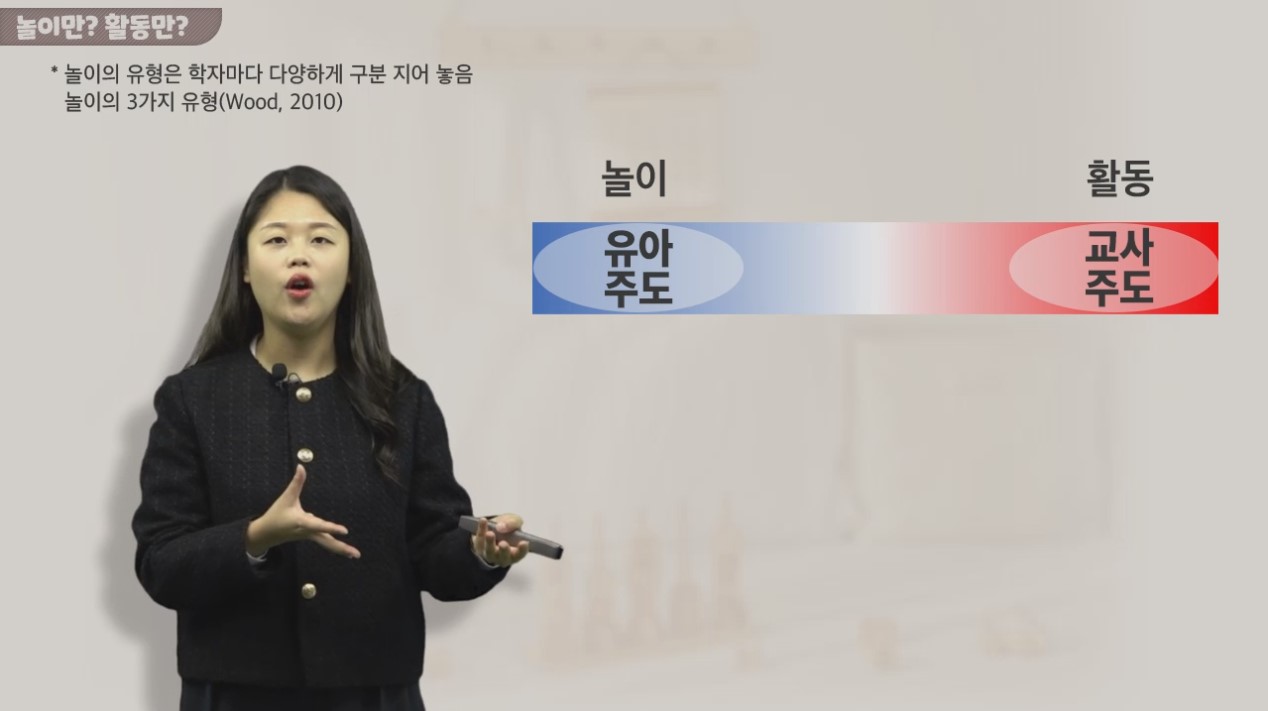 놀이만? 활동만?
* 놀이의 유형은 학자마다 다양하게 구분 지어 놓음
놀이의 3가지 유형(Wood, 2010)
놀이
활동
유아
주도
교사
주도